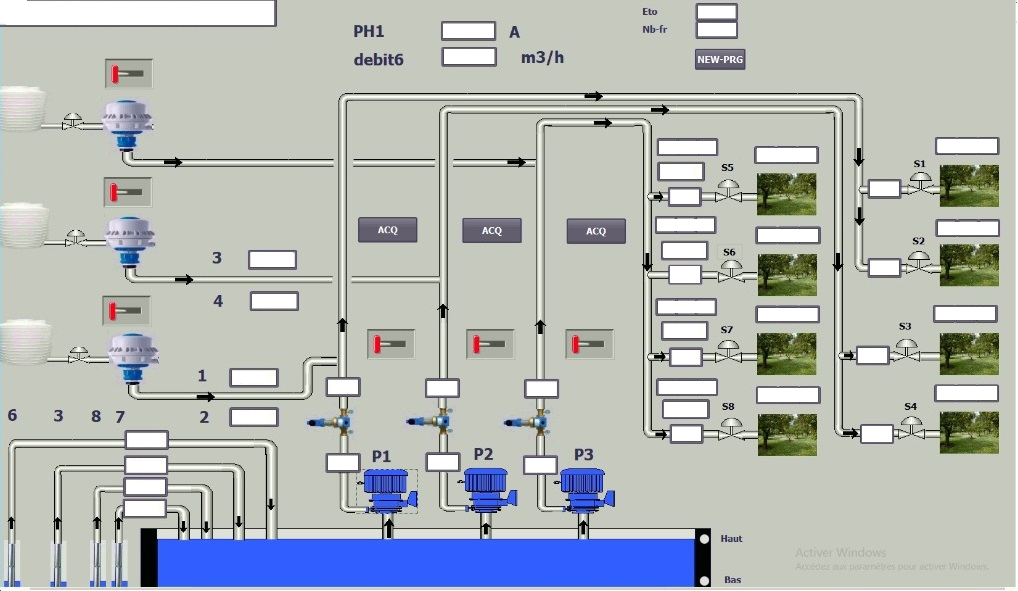 Eto
PH1 A
Nb-fr
debit6 m3/h
NEW-PRG
S1
S5
ACQ ACQ ACQ
S2
S6
3
4
S3
S7
1
2
6 3 8 7
S4
S8
P1 P2 P3
Haut
Activer Windows
Accédez aux paramètres pour activer Windows.
Bas